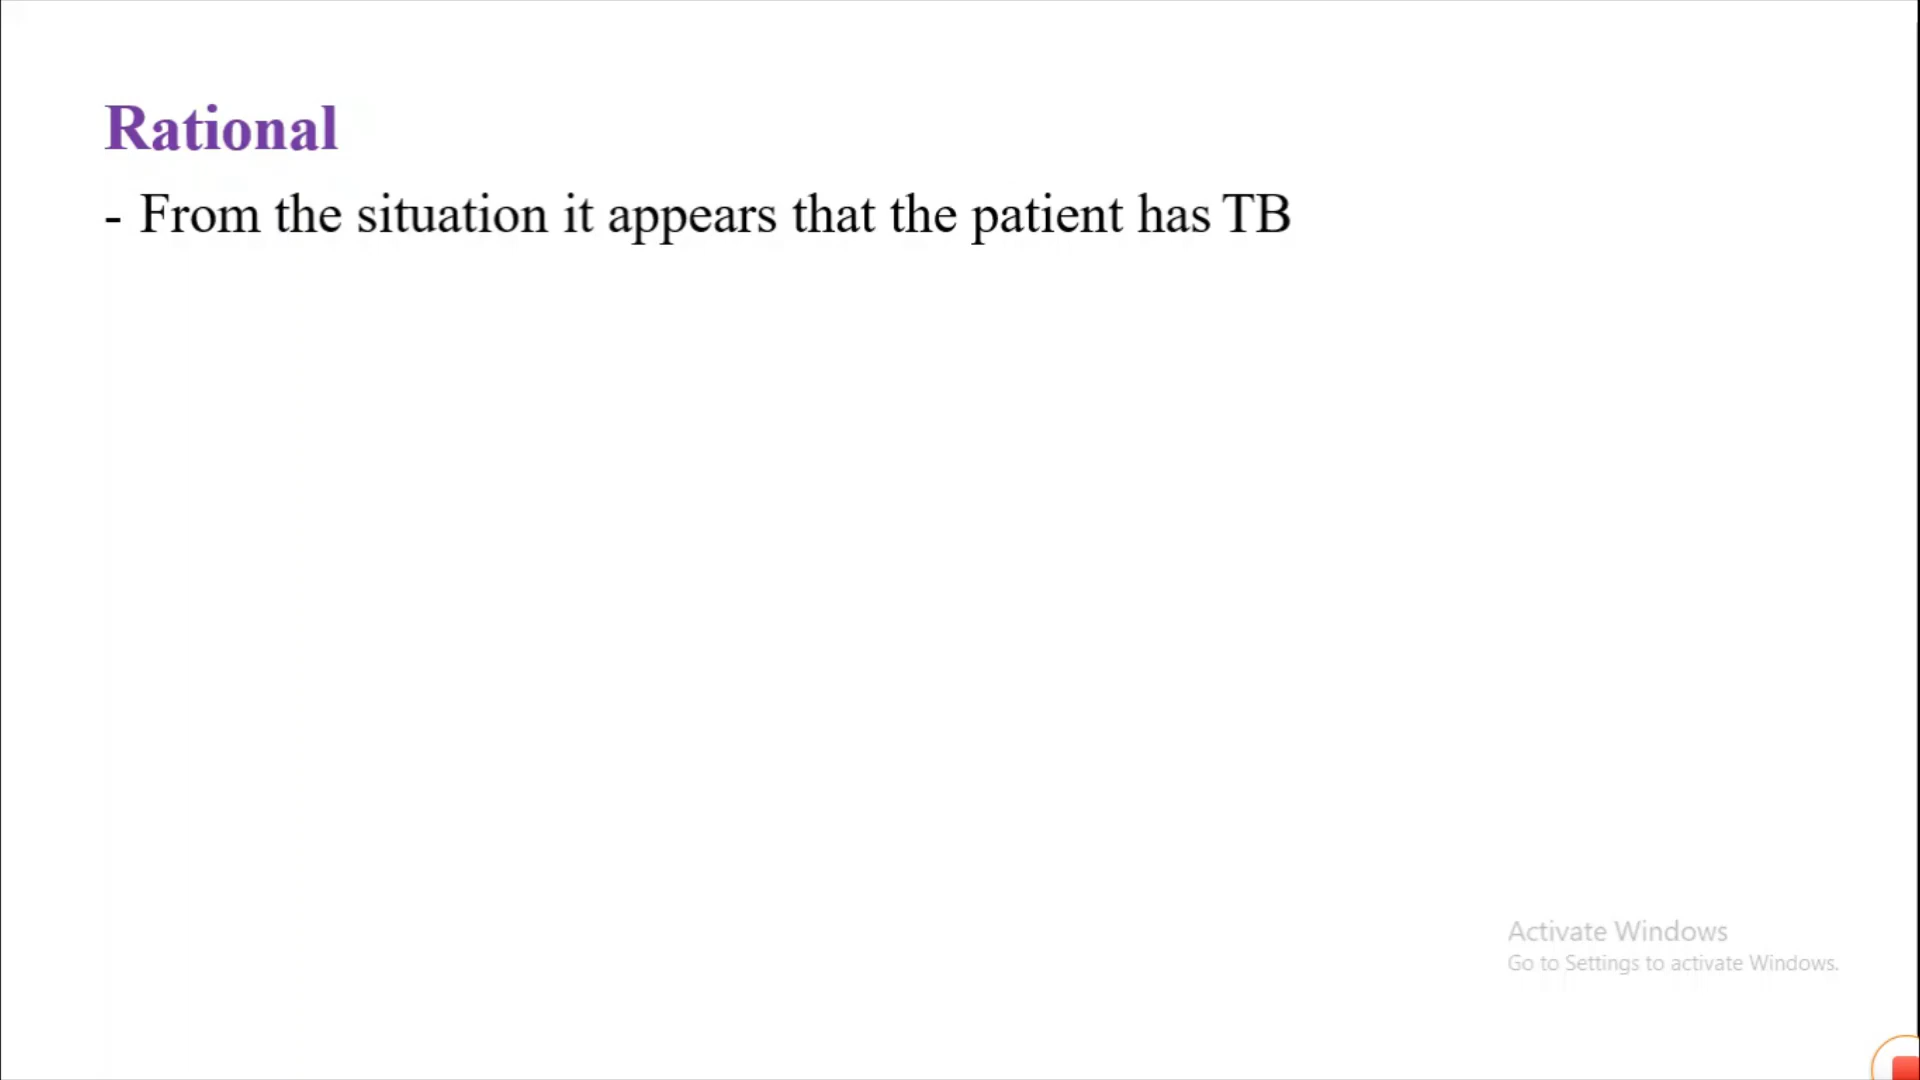 Rational
- From the situation it appears that the patient has TB
Activate Windows
Go to Settings to activate Windows.